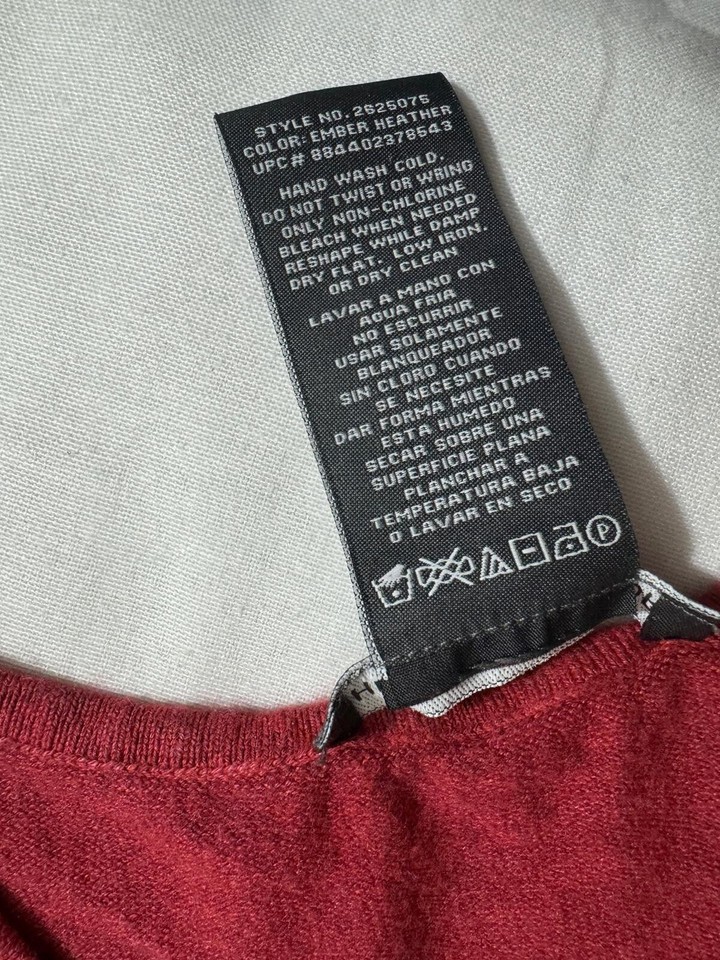 STYLE NO. 2625075
COLOR: EMBER HEATHER
UPC# 884402378543
HAND WASH COLD.
DO NOT TWIST OR WRING
ONLY NON-CHLORINE
BLEACH WHEN NEEDED
RESHAPE WHILE DAMP
DRY FLAT. LOW IRON.
OR DRY CLEAN
LAVAR A MANO CON
AGUA FRIA
NO ESCURRIR
USAR SOLAMENTE
BLANQUEADOR
SIN CLORO CUANDO
SE NECESITE
DAR FORMA MIENTRAS
ESTA HUMEDO
SECAR SOBRE UNA
SUPERFICIE PLANA
PLANCHAR A
TEMPERATURA BAJA
O LAVAR EN SECO
P